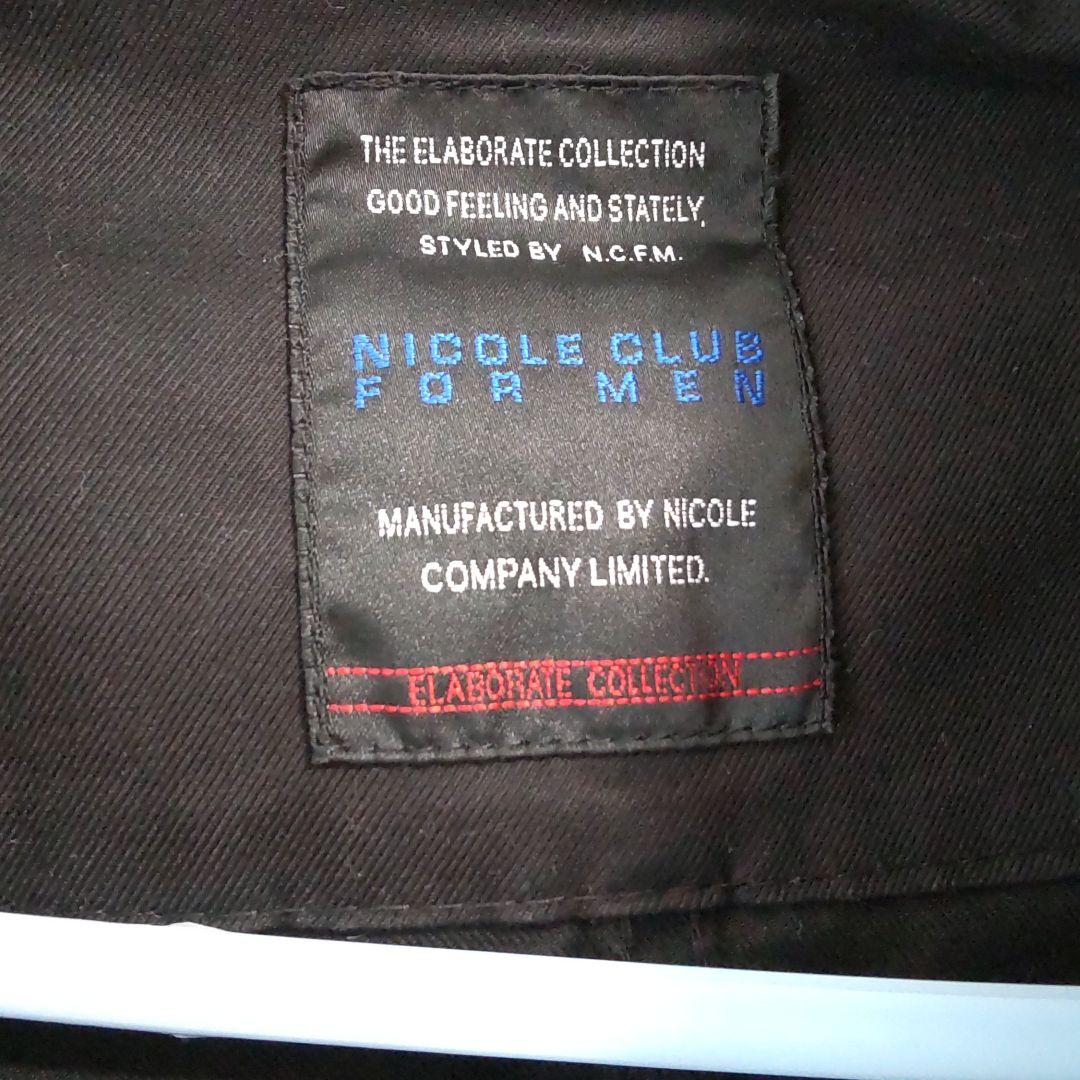 THE ELABORATE COLLECTION
GOOD FEELING AND STATELY,
STYLED BY N.C.F.M.
NICOLE CLUB
FOR MEN
MANUFACTURED BY NICOLE
COMPANY LIMITED.
ELABORATE COLLECTION